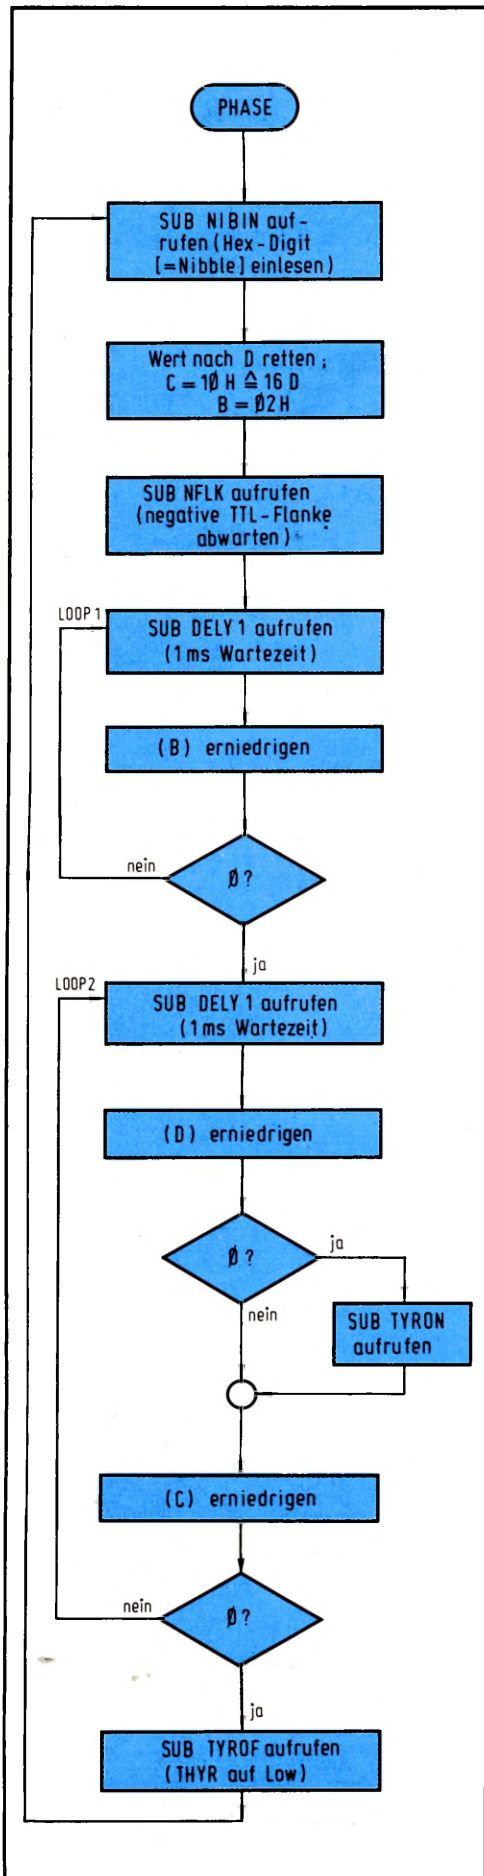 PHASE
SUB NIBIN auf-
rufen (Hex-Digit
[=Nibble] einlesen)
Wert nach D retten ;
C = 1Ø H ≙ 16 D
B = Ø2 H
SUB NFLK aufrufen
(negative TTL-Flanke
abwarten)
LOOP 1
SUB DELY 1 aufrufen
(1ms Wartezeit)
(B) erniedrigen
nein
Ø ?
ja
LOOP2
SUB DELY 1 aufrufen
(1ms Wartezeit)
(D) erniedrigen
Ø ?
ja
nein
SUB TYRON
aufrufen
(C) erniedrigen
nein
Ø ?
ja
SUB TYROF aufrufen
(THYR auf Low)